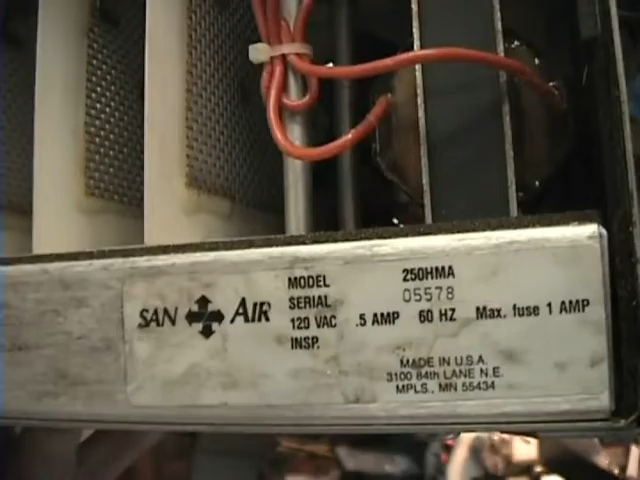 SAN AIR
MODEL 250HMA
SERIAL 05578
120 VAC .5 AMP 60 HZ Max. fuse 1 AMP
INSP.
MADE IN U.S.A.
3100 84th LANE N.E.
MPLS., MN 55434